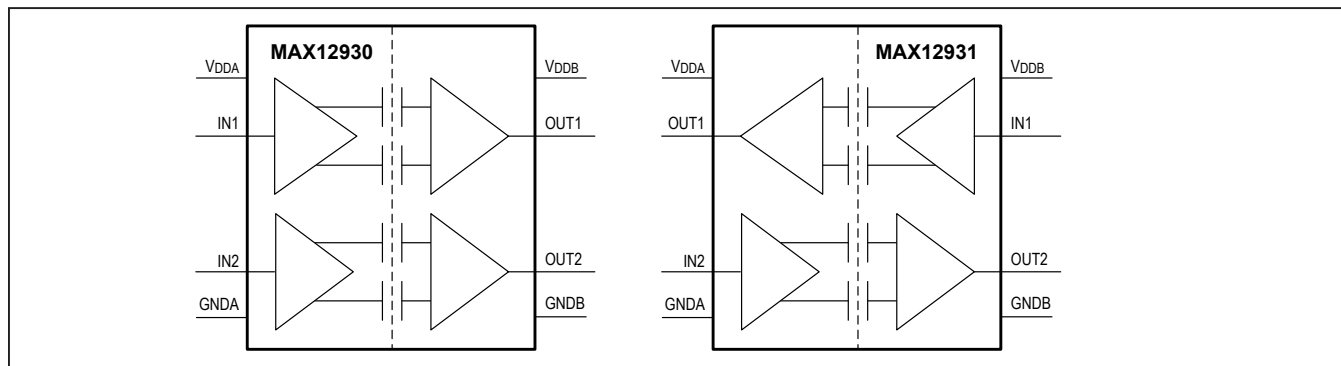 MAX12930
VDDA
VDDB
IN1
OUT1
IN2
OUT2
GNDA
GNDB
MAX12931
VDDA
VDDB
OUT1
IN1
IN2
OUT2
GNDA
GNDB